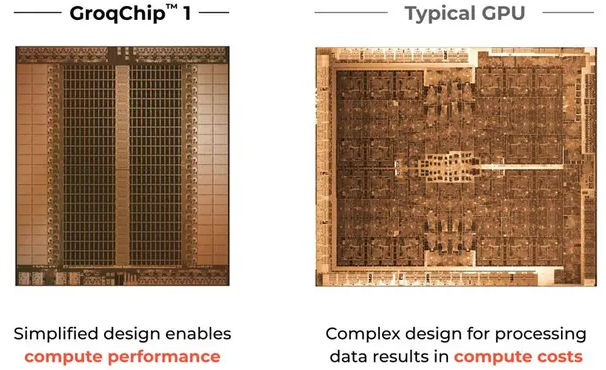 GroqChip™ 1
Typical GPU
Simplified design enables
compute performance
Complex design for processing
data results in compute costs